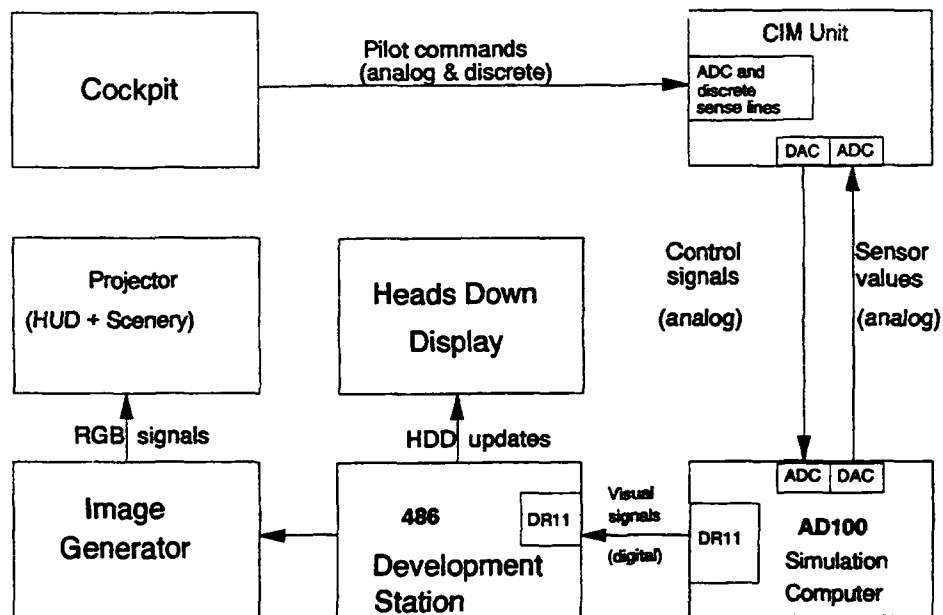 Cockpit
Pilot commands
(analog & discrete)
CIM Unit
ADC and
discrete
sense lines
DAC
ADC
Projector
(HUD + Scenery)
Heads Down
Display
Control
signals
(analog)
Sensor
values
(analog)
RGB signals
HDD updates
Image
Generator
486
Development
Station
DR11
Visual
signals
(digital)
DR11
ADC
DAC
AD100
Simulation
Computer